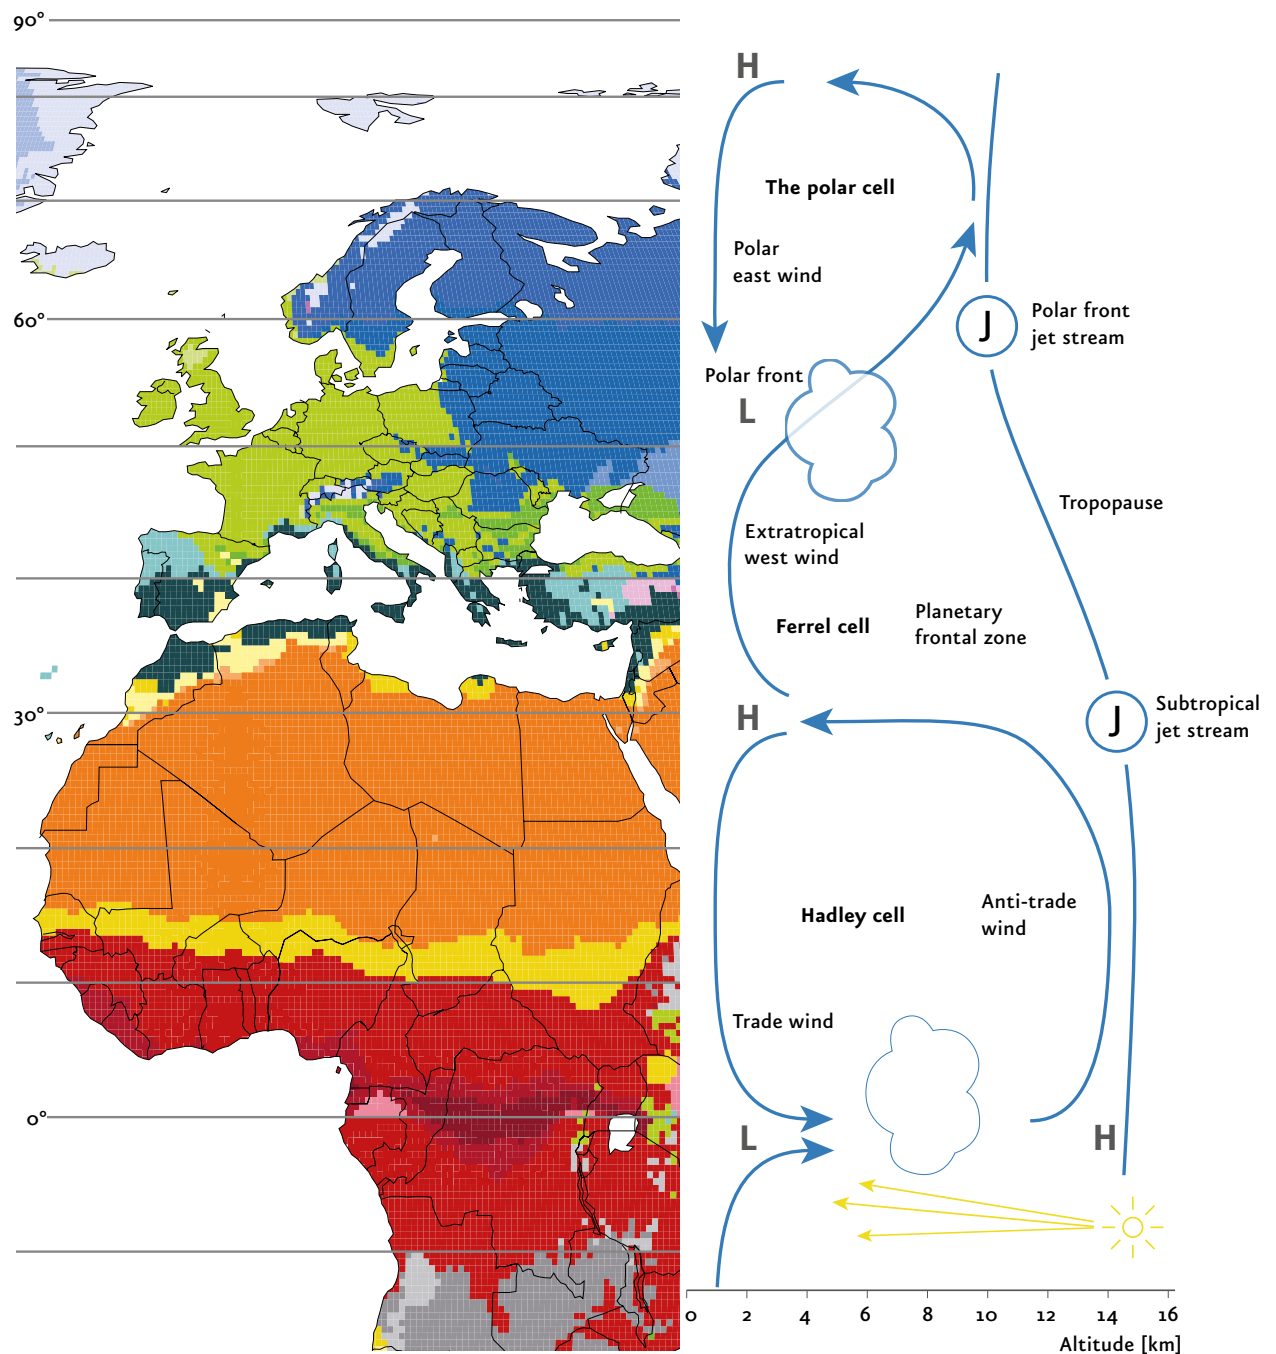 90°
H
The polar cell
Polar
east wind
60°
J
Polar front
jet stream
Polar front
L
Tropopause
Extratropical
west wind
Ferrel cell
Planetary
frontal zone
30°
H
J
Subtropical
jet stream
Hadley cell
Anti-trade
wind
Trade wind
0°
L
H
0 2 4 6 8 10 12 14 16
Altitude [km]